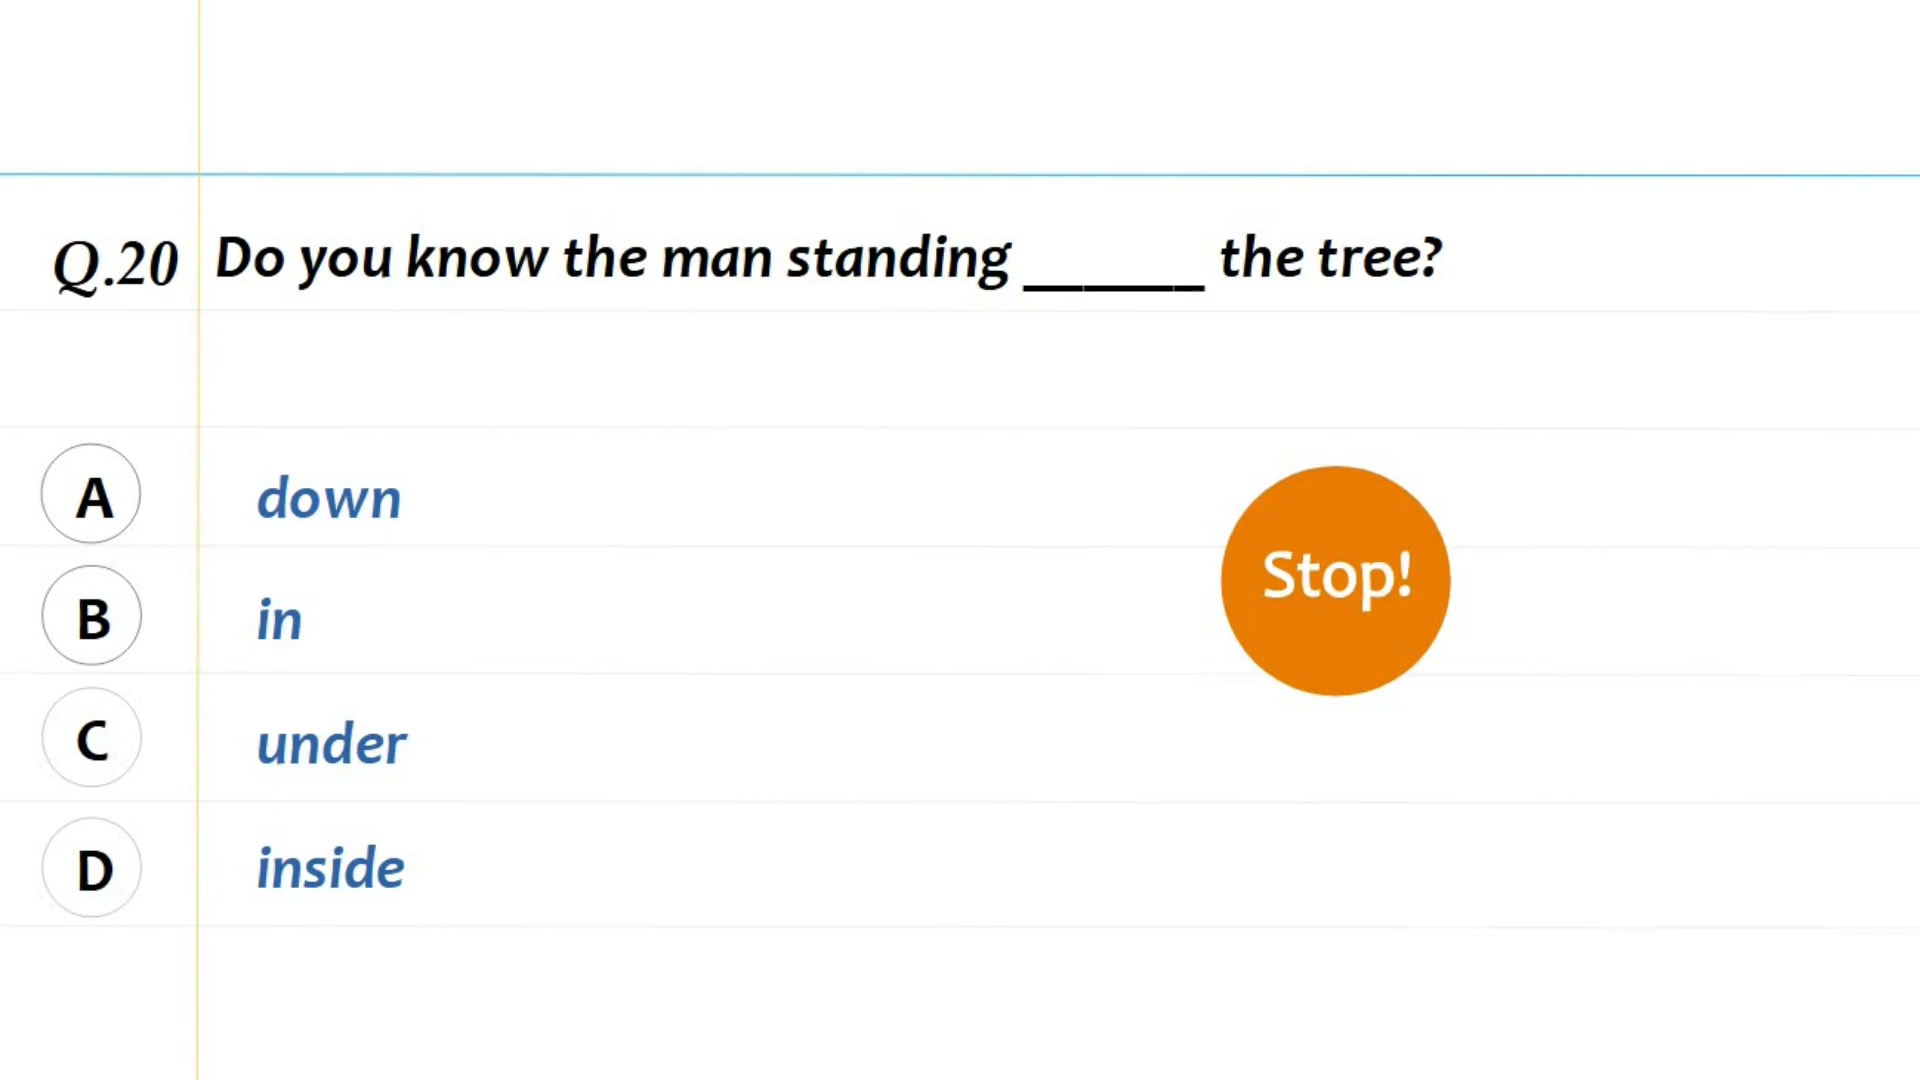 Q.20 Do you know the man standing ______ the tree?
A down
B in
Stop!
C under
D inside